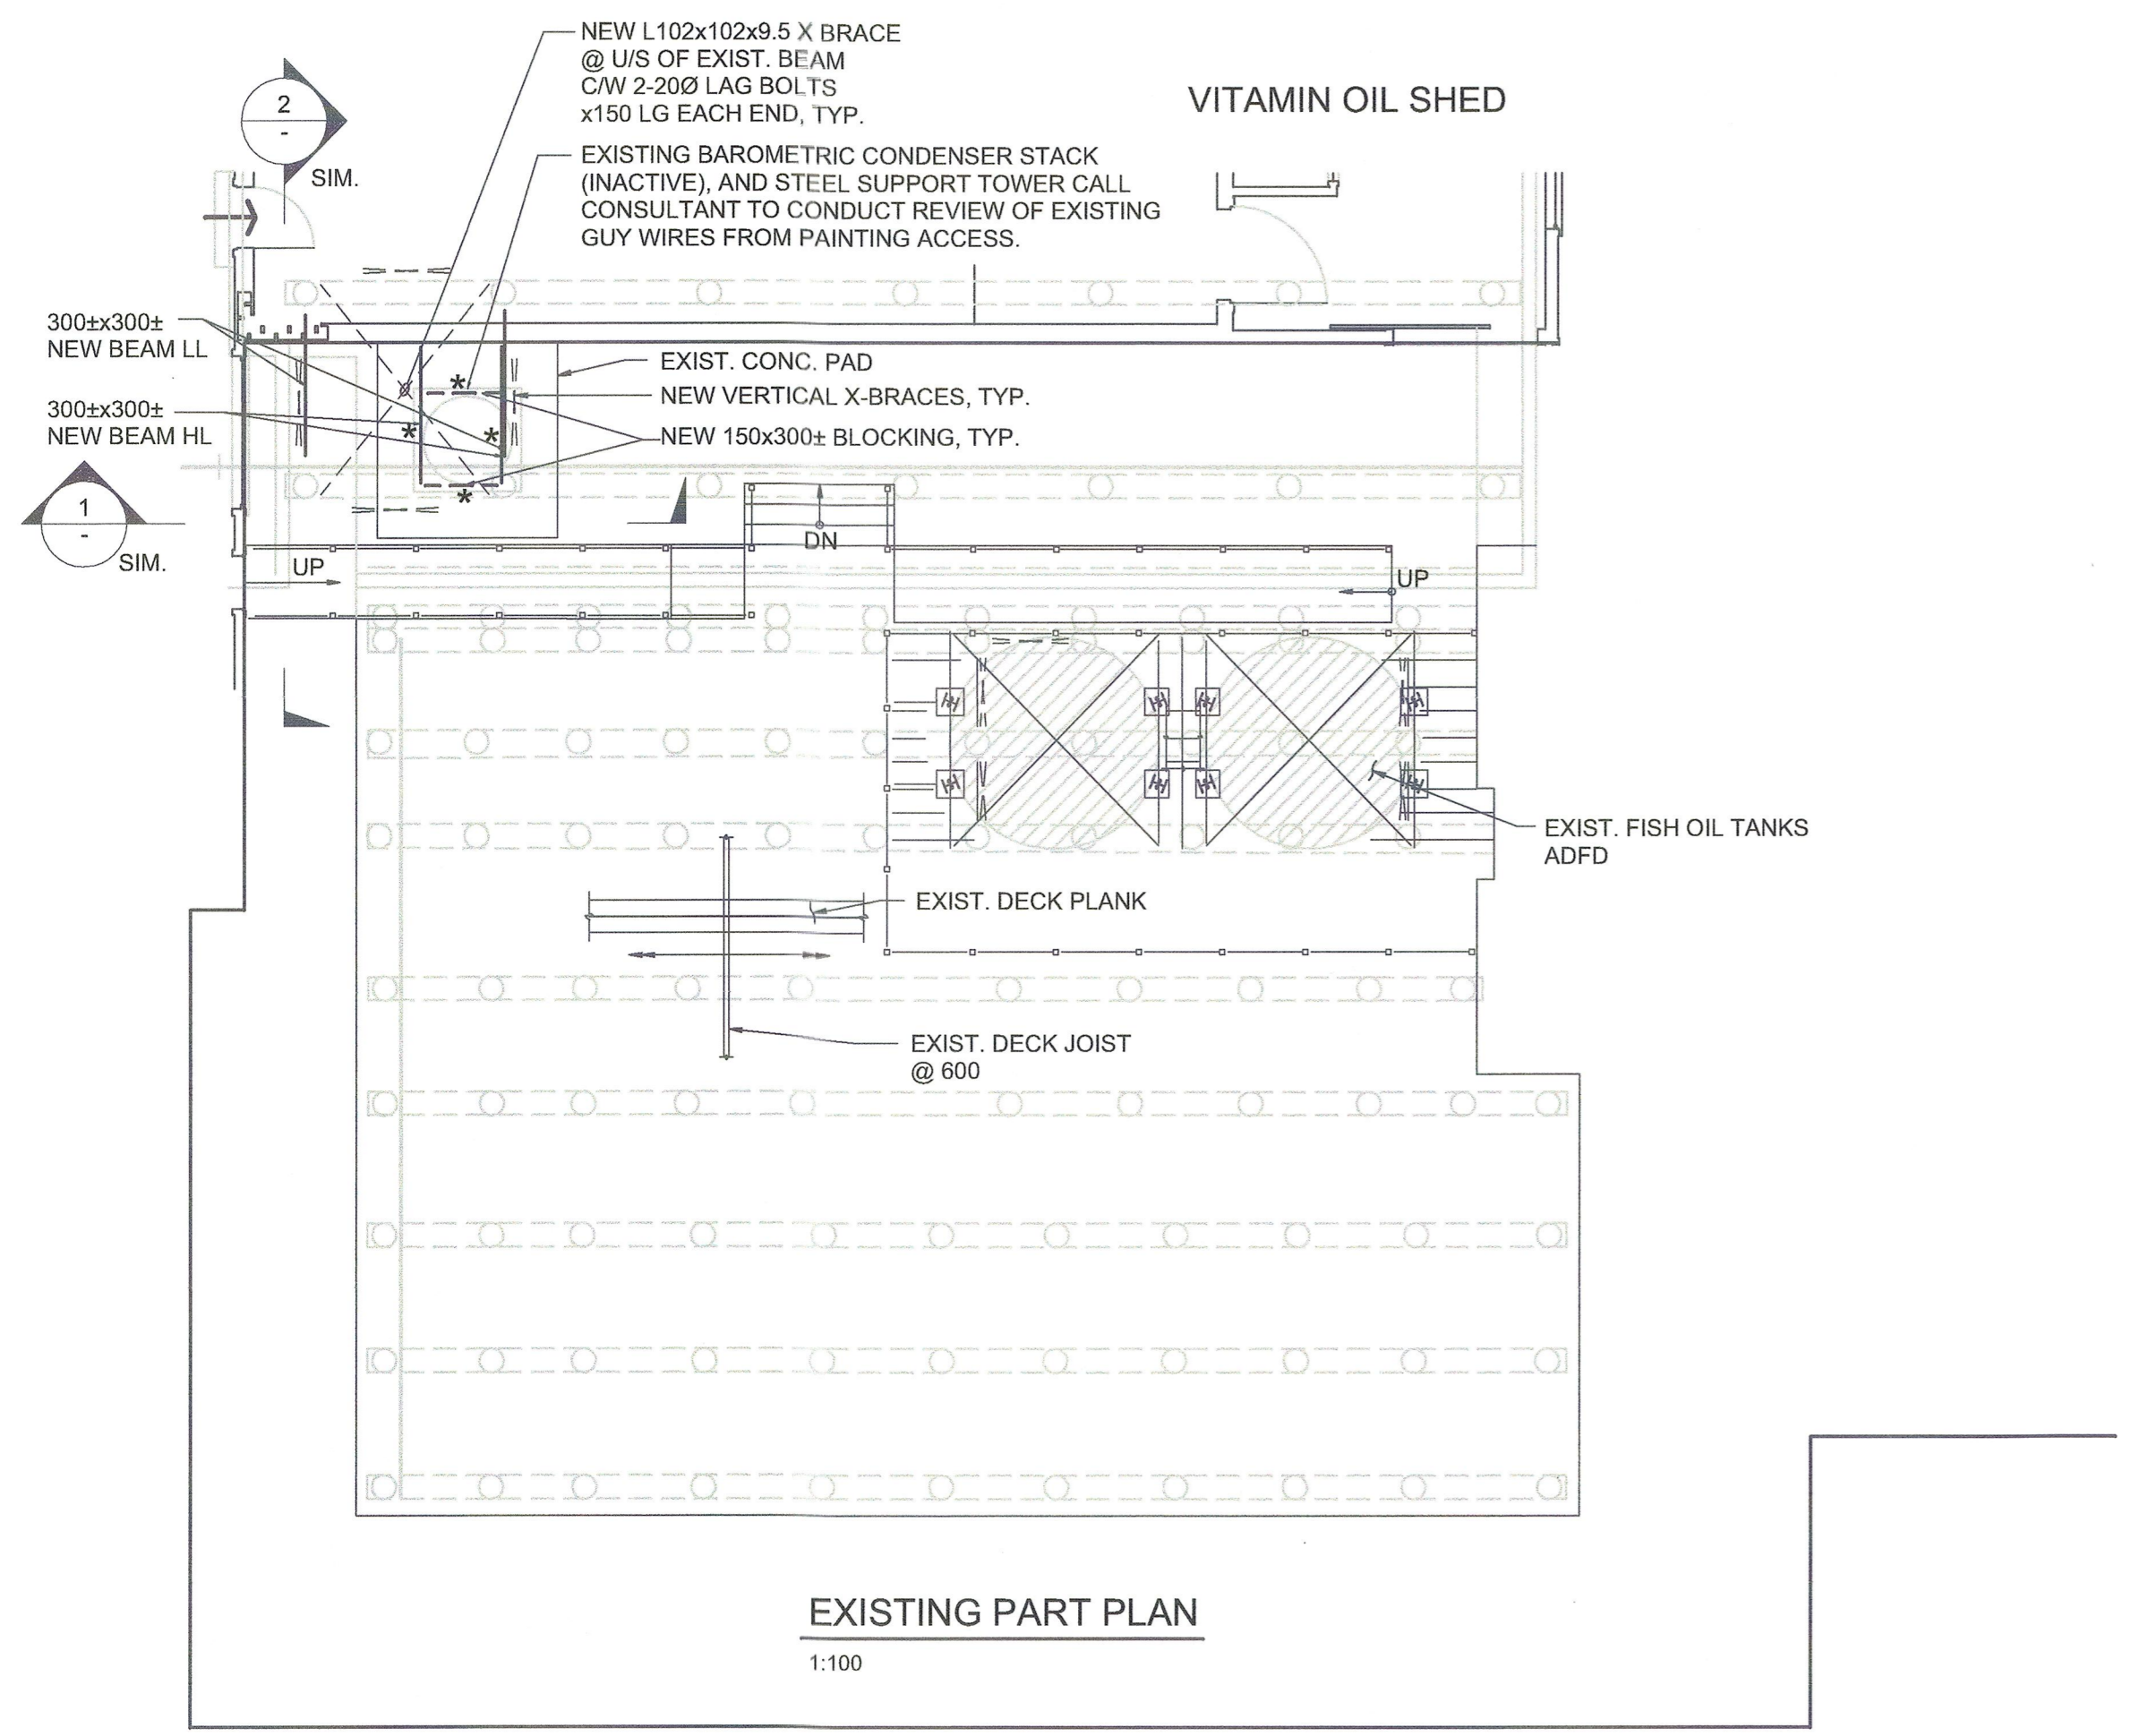 NEW L102x102x9.5 X BRACE
@ U/S OF EXIST. BEAM
C/W 2-20Ø LAG BOLTS
x150 LG EACH END, TYP.
VITAMIN OIL SHED
2
-
SIM.
EXISTING BAROMETRIC CONDENSER STACK
(INACTIVE), AND STEEL SUPPORT TOWER CALL
CONSULTANT TO CONDUCT REVIEW OF EXISTING
GUY WIRES FROM PAINTING ACCESS.
300±x300±
NEW BEAM LL
EXIST. CONC. PAD
NEW VERTICAL X-BRACES, TYP.
300±x300±
NEW BEAM HL
NEW 150x300± BLOCKING, TYP.
*
*
*
*
1
-
SIM.
DN
UP
UP
EXIST. FISH OIL TANKS
ADFD
EXIST. DECK PLANK
EXIST. DECK JOIST
@ 600
EXISTING PART PLAN
1:100